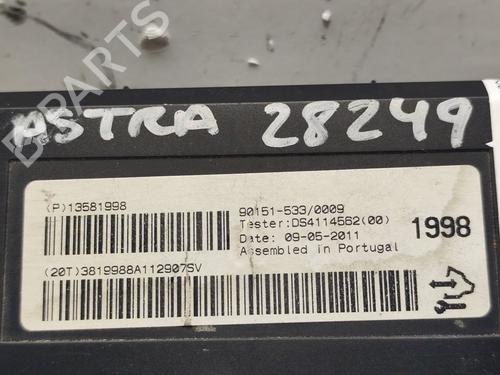 B-PARTS
ASTRA 28249
(P)13581998
90151-533/0009
Tester:DS4114562(00)
Date: 09-05-2011
Assembled in Portugal
1998
(20T)3819988A112907SV